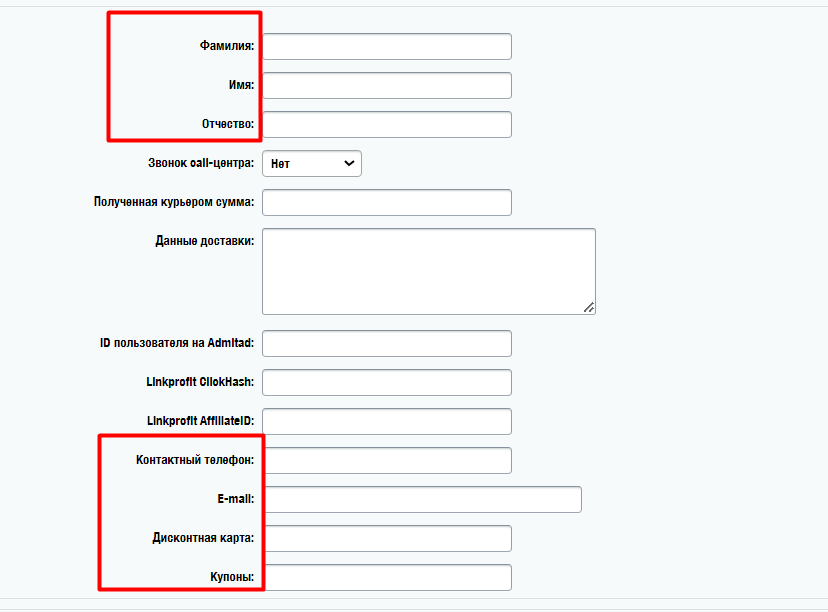 Фамилия:
Имя:
Отчество:
Звонок call-центра: Нет
Полученная курьером сумма:
Данные доставки:
ID пользователя на Admitad:
Linkprofit ClickHash:
Linkprofit AffiliateID:
Контактный телефон:
E-mail:
Дисконтная карта:
Купоны: